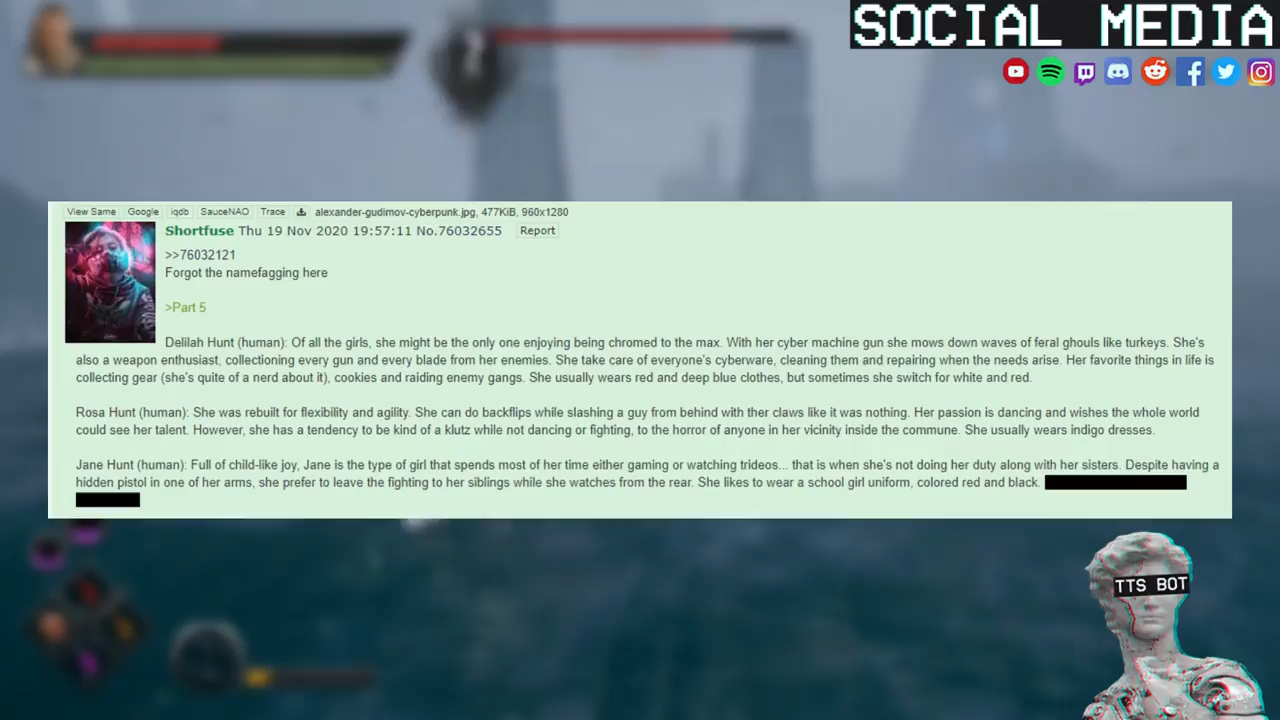 SOCIAL MEDIA
View Same Google iqdb SauceNAO Trace alexander-gudimov-cyberpunk.jpg, 477KiB, 960x1280
Shortfuse Thu 19 Nov 2020 19:57:11 No.76032655 Report
>>76032121
Forgot the namefagging here
>Part 5
Delilah Hunt (human): Of all the girls, she might be the only one enjoying being chromed to the max. With her cyber machine gun she mows down waves of feral ghouls like turkeys. She's
also a weapon enthusiast, collectioning every gun and every blade from her enemies. She take care of everyone's cyberware, cleaning them and repairing when the needs arise. Her favorite things in life is
collecting gear (she's quite of a nerd about it), cookies and raiding enemy gangs. She usually wears red and deep blue clothes, but sometimes she switch for white and red.
Rosa Hunt (human): She was rebuilt for flexibility and agility. She can do backflips while slashing a guy from behind with ther claws like it was nothing. Her passion is dancing and wishes the whole world
could see her talent. However, she has a tendency to be kind of a klutz while not dancing or fighting, to the horror of anyone in her vicinity inside the commune. She usually wears indigo dresses.
Jane Hunt (human): Full of child-like joy, Jane is the type of girl that spends most of her time either gaming or watching trideos... that is when she's not doing her duty along with her sisters. Despite having a
hidden pistol in one of her arms, she prefer to leave the fighting to her siblings while she watches from the rear. She likes to wear a school girl uniform, colored red and black.
TTS BOT